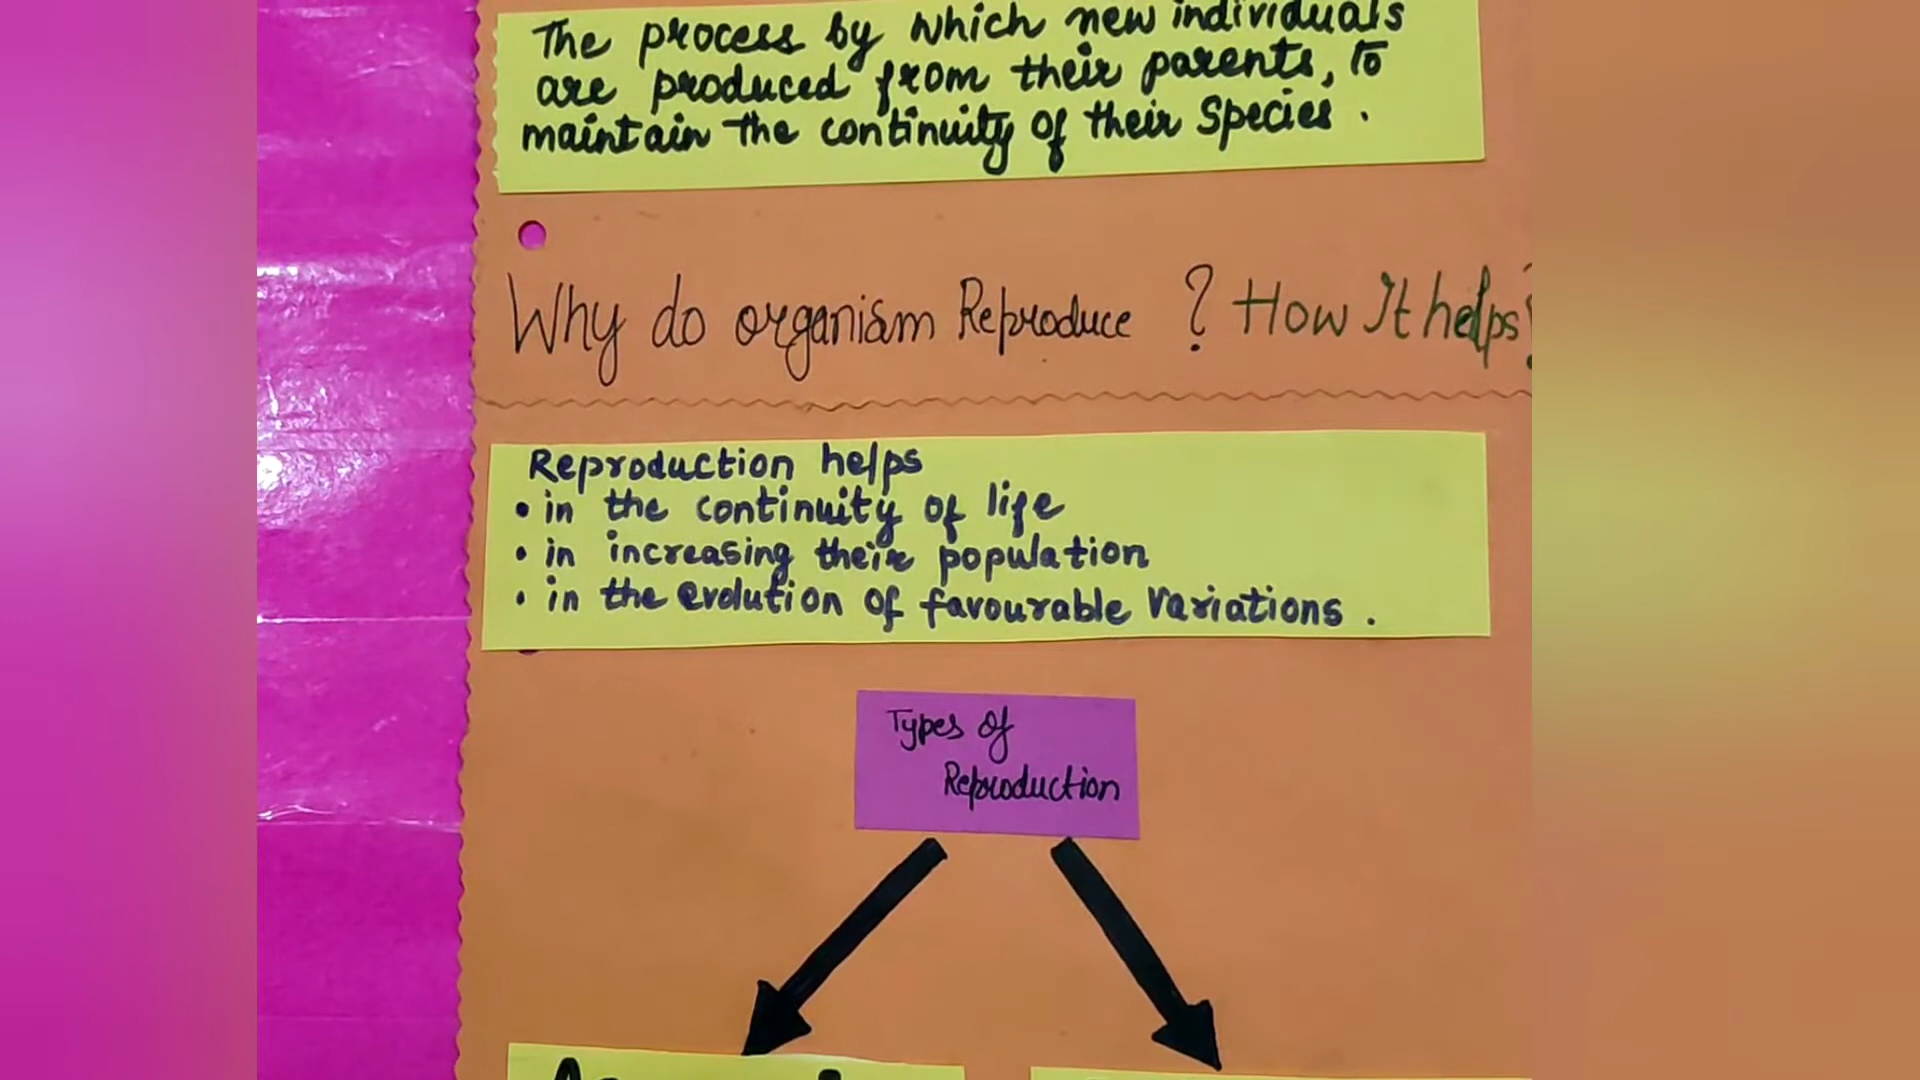 The process by which new individuals
are produced from their parents, to
maintain the continuity of their Species.
Why do organism Reproduce ? How It helps?
Reproduction helps
• in the continuity of life
• in increasing their population
• in the evolution of favourable variations.
Types of
Reproduction